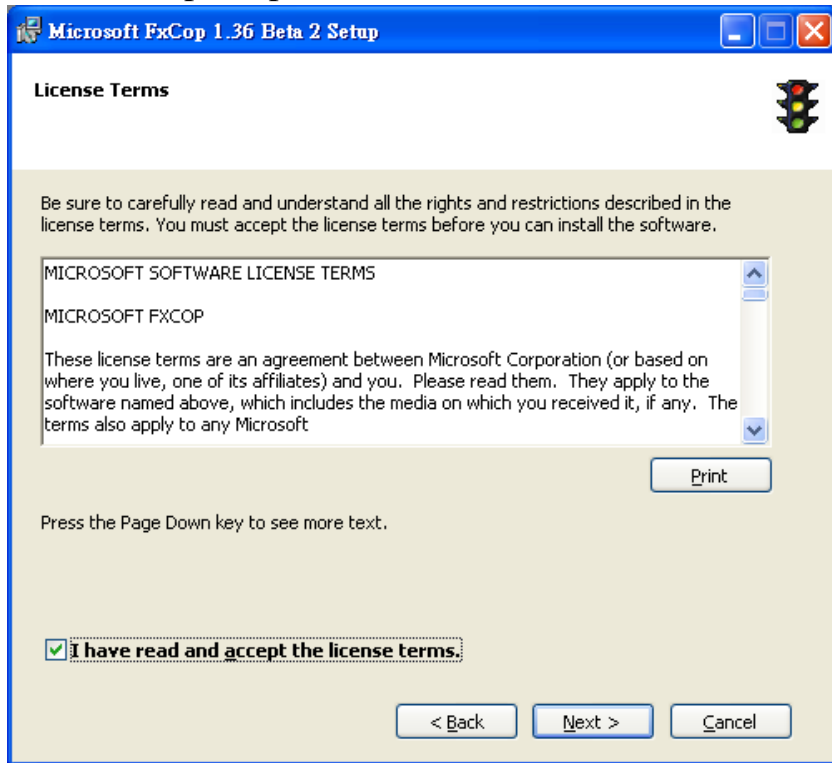 Microsoft FxCop 1.36 Beta 2 Setup
License Terms
Be sure to carefully read and understand all the rights and restrictions described in the
license terms. You must accept the license terms before you can install the software.
MICROSOFT SOFTWARE LICENSE TERMS
MICROSOFT FXCOP
These license terms are an agreement between Microsoft Corporation (or based on
where you live, one of its affiliates) and you.  Please read them.  They apply to the
software named above, which includes the media on which you received it, if any.  The
terms also apply to any Microsoft
Print
Press the Page Down key to see more text.
I have read and accept the license terms.
< Back
Next >
Cancel